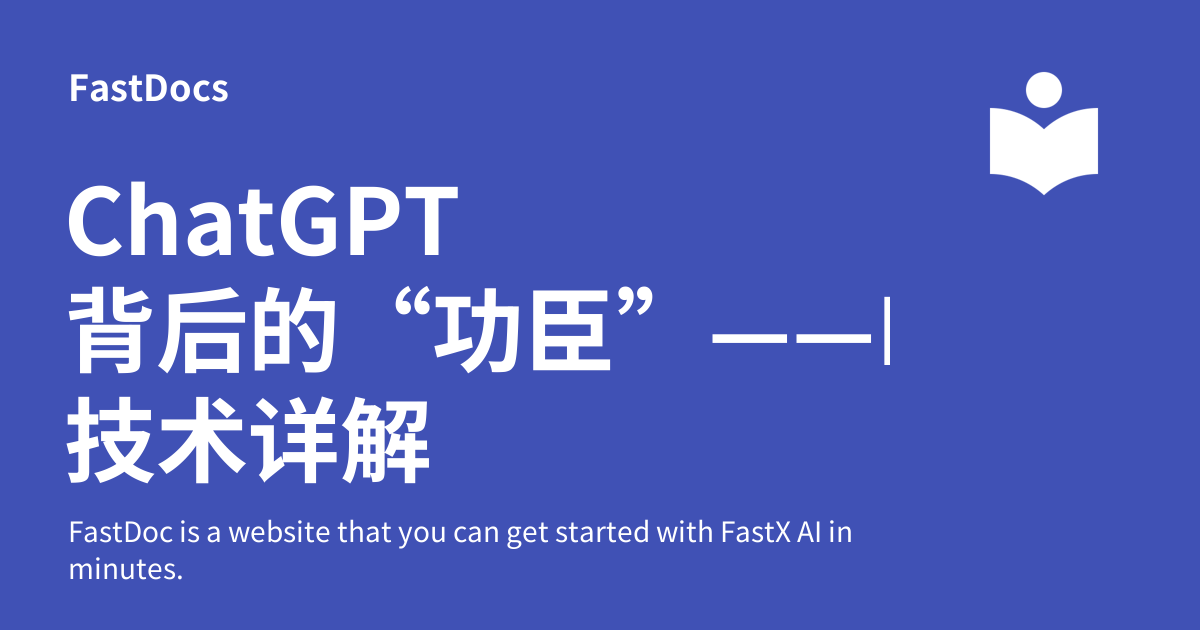 FastDocs
ChatGPT
背后的“功臣”——|
技术详解
FastDoc is a website that you can get started with FastX AI in
minutes.